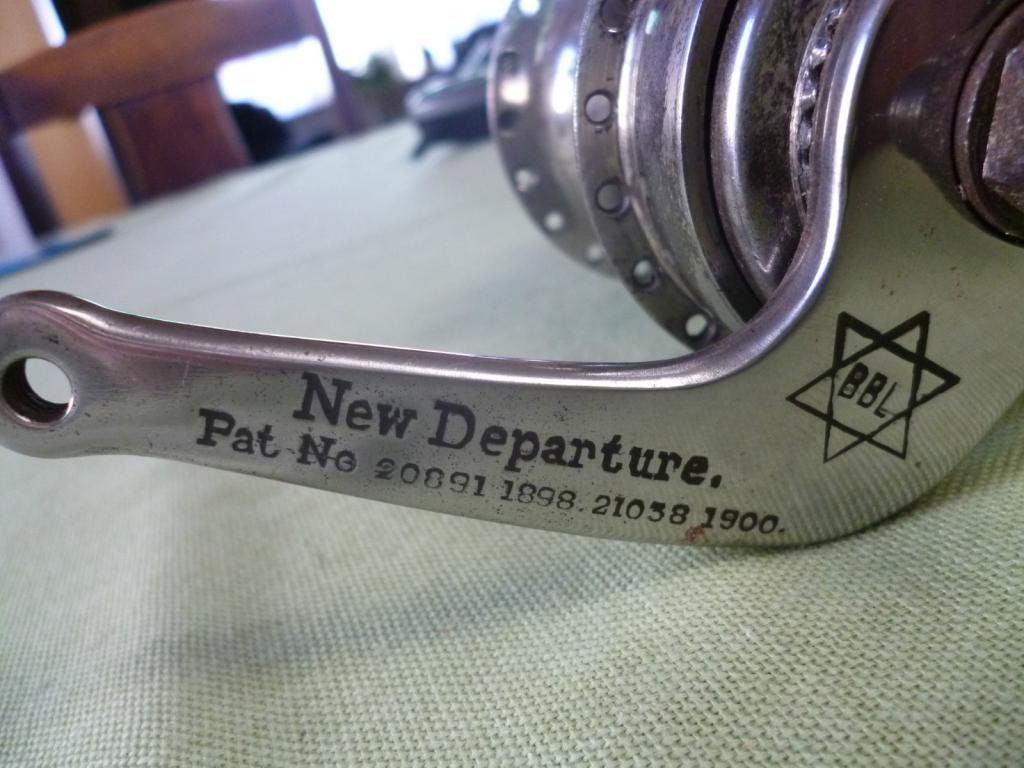 New Departure.
Pat No 20891 1898. 21038 1900.
BBL